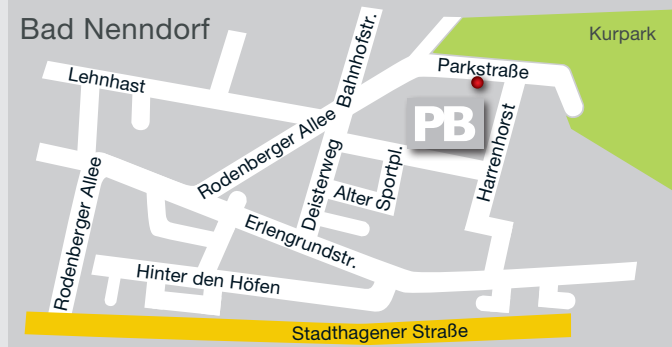 Bad Nenndorf
Kurpark
Bahnhofstr.
Parkstraße
Lehnhast
PB
Rodenberger Allee
Harrenhorst
Deisterweg
Alter
Sportpl.
Rodenberger Allee
Erlengrundstr.
Hinter den Höfen
Stadthagener Straße